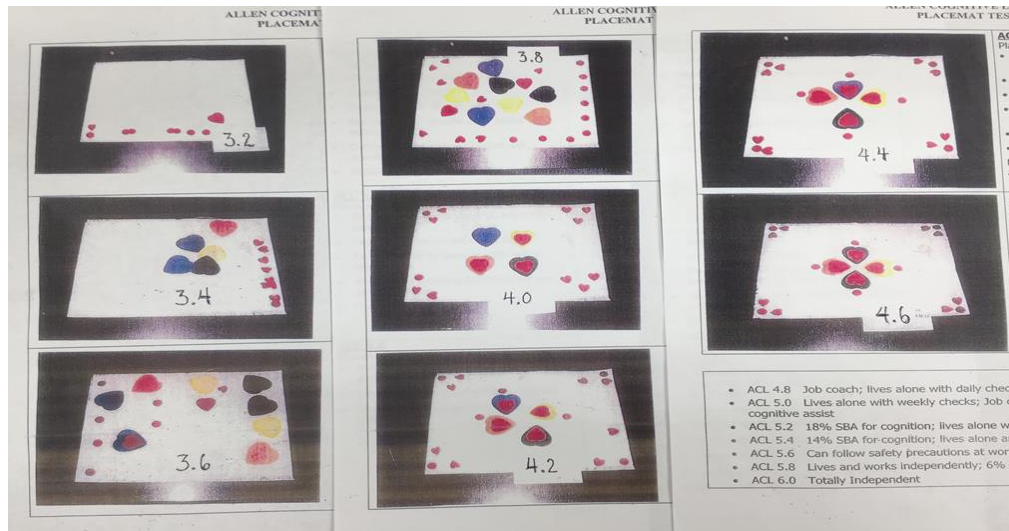 ALLEN COGNIT
PLACEMA
3.2
3.4
3.6
ALLEN COGNITIV
PLACEMAT
3.8
4.0
4.2
ALLEN COGNITIVE L
PLACEMAT TES
4.4
4.6
• ACL 4.8 Job coach; lives alone with daily chec
• ACL 5.0 Lives alone with weekly checks; Job
cognitive assist
• ACL 5.2 18% SBA for cognition; lives alone w
• ACL 5.4 14% SBA for cognition; lives alone a
• ACL 5.6 Can follow safety precautions at wor
• ACL 5.8 Lives and works independently; 6%
• ACL 6.0 Totally Independent